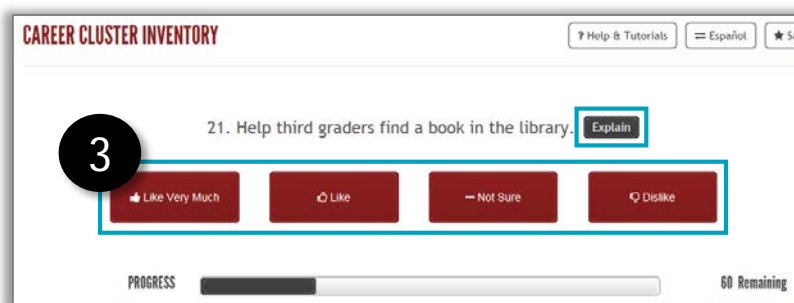 CAREER CLUSTER INVENTORY
? Help & Tutorials
Español
21. Help third graders find a book in the library. Explain
3
Like Very Much Like Not Sure Dislike
PROGRESS 60 Remaining